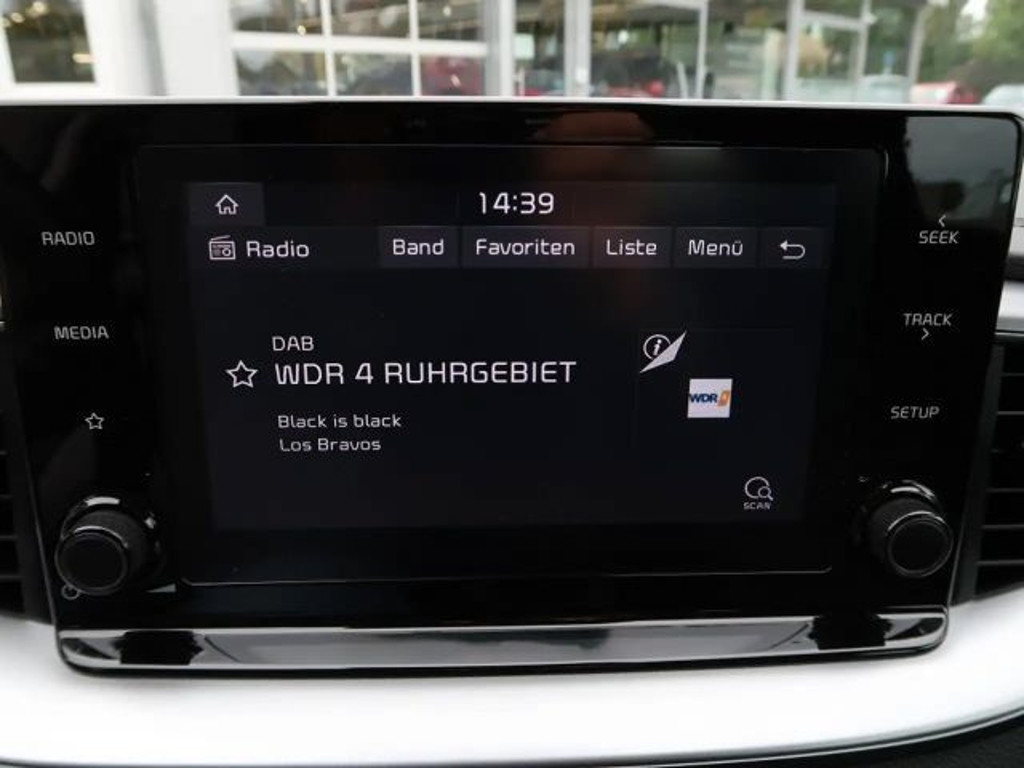 14:39
RADIO
SEEK
Radio
Band
Favoriten
Liste
Menü
MEDIA
TRACK
DAB
WDR 4 RUHRGEBIET
WDR
SETUP
Black is black
Los Bravos
SCAN